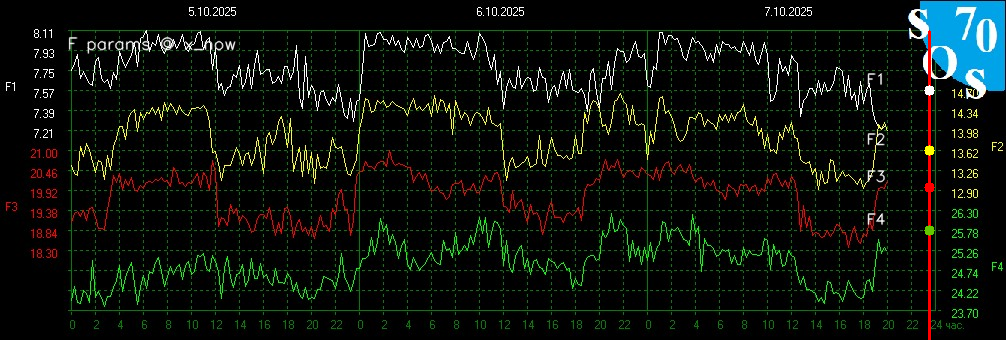 5.10.2025 6.10.2025 7.10.2025
F params @ x_now
SOS 70
F1
8.11
7.93
7.75
7.57
7.39
7.21
F3
21.00
20.46
19.92
19.38
18.84
18.30
F1
F2
F3
F4
14.34
13.98
13.62
13.26
12.90
F2
26.30
25.78
25.26
24.74
24.22
23.70
F4
0 2 4 6 8 10 12 14 16 18 20 22 0 2 4 6 8 10 12 14 16 18 20 22 0 2 4 6 8 10 12 14 16 18 20 22 24 час.